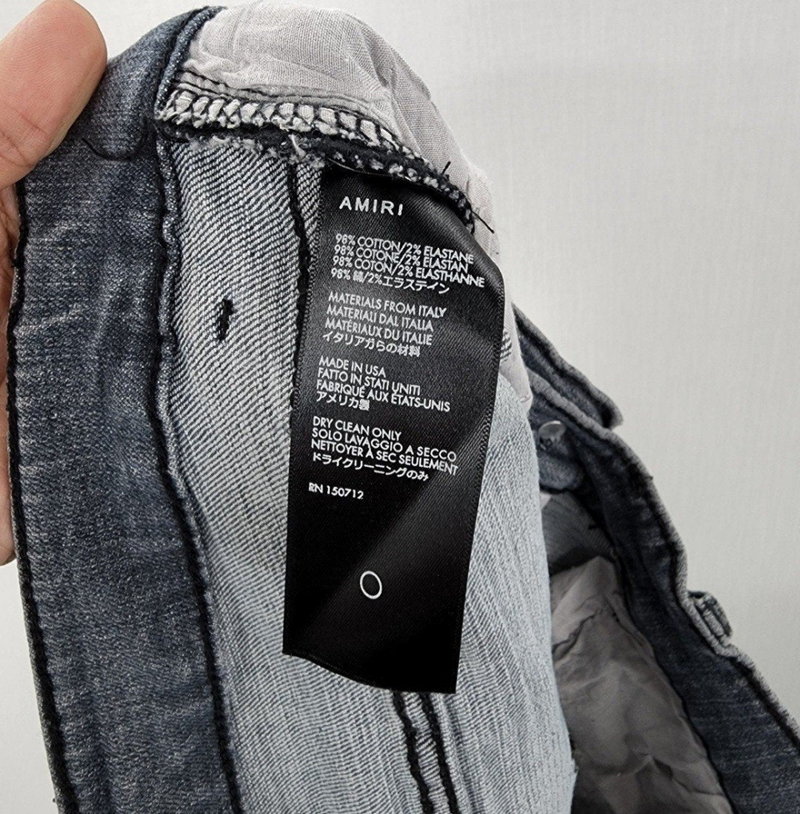 AMIRI
98% COTTON/2% ELASTANE
98% COTONE/2% ELASTAN
98% COTON/2% ELASTHANNE
98% 綿/2%エラステイン
MATERIALS FROM ITALY
MATERIALI DAL ITALIA
MATÉRIAUX DU ITALIE
イタリアガらの材料
MADE IN USA
FATTO IN STATI UNITI
FABRIQUÉ AUX ÉTATS-UNIS
アメリカ製
DRY CLEAN ONLY
SOLO LAVAGGIO A SECCO
NETTOYER À SEC SEULEMENT
ドライクリーニングのみ
RN 150712